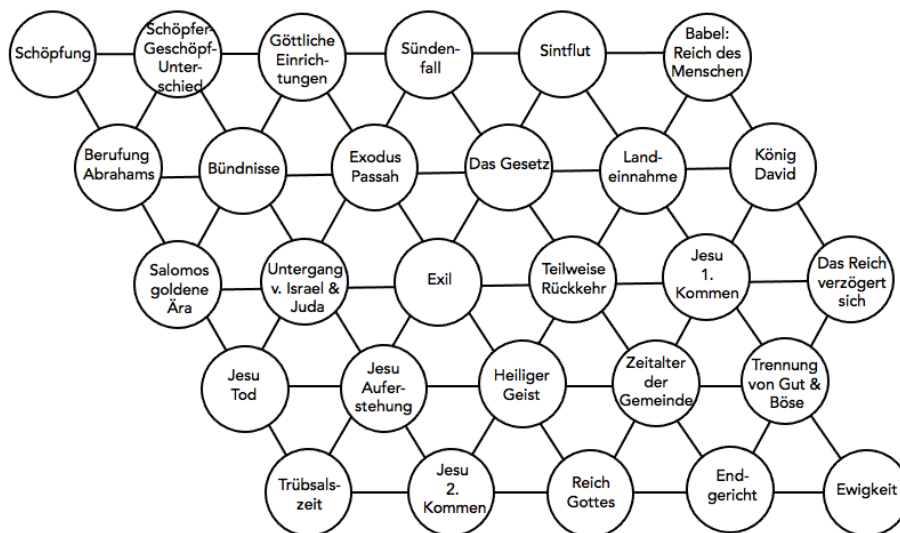 Schöpfung
Schöpfer-
Geschöpf-
Unter-
schied
Göttliche
Einrich-
tungen
Sünden-
fall
Sintflut
Babel:
Reich des
Menschen
Berufung
Abrahams
Bündnisse
Exodus
Passah
Das Gesetz
Land-
einnahme
König
David
Salomos
goldene
Ära
Untergang
v. Israel &
Juda
Exil
Teilweise
Rückkehr
Jesu
1.
Kommen
Das Reich
verzögert
sich
Jesu
Tod
Jesu
Aufer-
stehung
Heiliger
Geist
Zeitalter
der
Gemeinde
Trennung
von Gut &
Böse
Trübsals-
zeit
Jesu
2.
Kommen
Reich
Gottes
End-
gericht
Ewigkeit